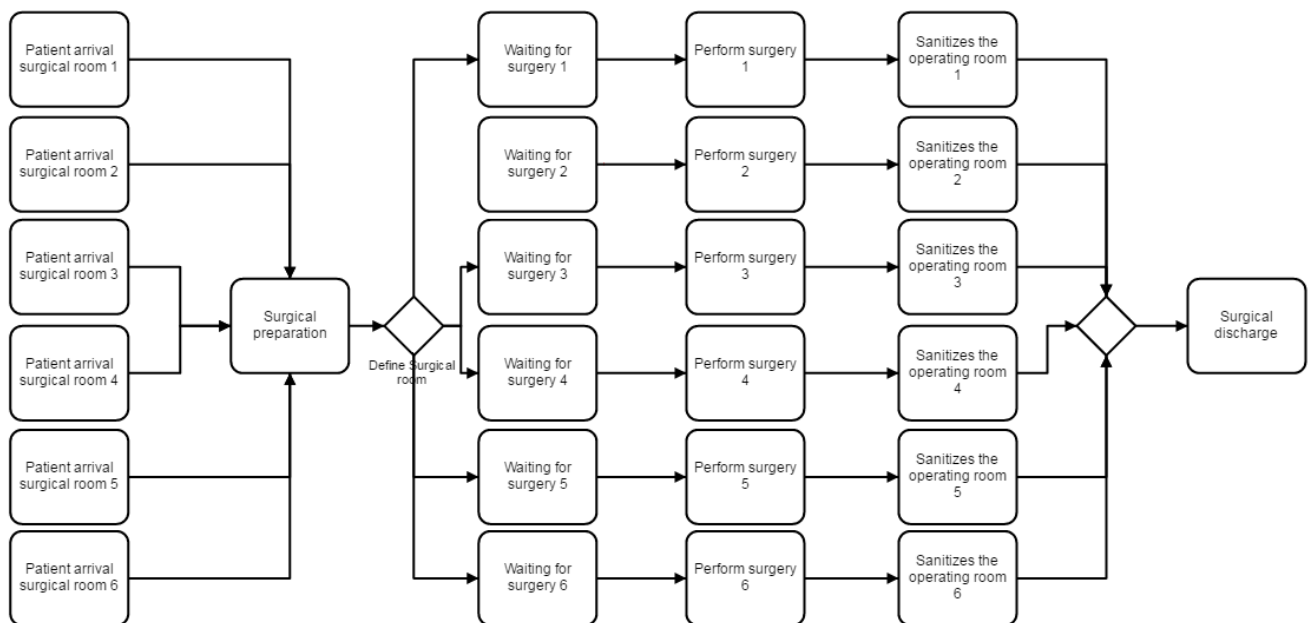 Patient arrival
surgical room 1
Patient arrival
surgical room 2
Patient arrival
surgical room 3
Patient arrival
surgical room 4
Patient arrival
surgical room 5
Patient arrival
surgical room 6
Surgical
preparation
Define Surgical
room
Waiting for
surgery 1
Waiting for
surgery 2
Waiting for
surgery 3
Waiting for
surgery 4
Waiting for
surgery 5
Waiting for
surgery 6
Perform surgery
1
Perform surgery
2
Perform surgery
3
Perform surgery
4
Perform surgery
5
Perform surgery
6
Sanitizes the
operating room
1
Sanitizes the
operating room
2
Sanitizes the
operating room
3
Sanitizes the
operating room
4
Sanitizes the
operating room
5
Sanitizes the
operating room
6
Surgical
discharge